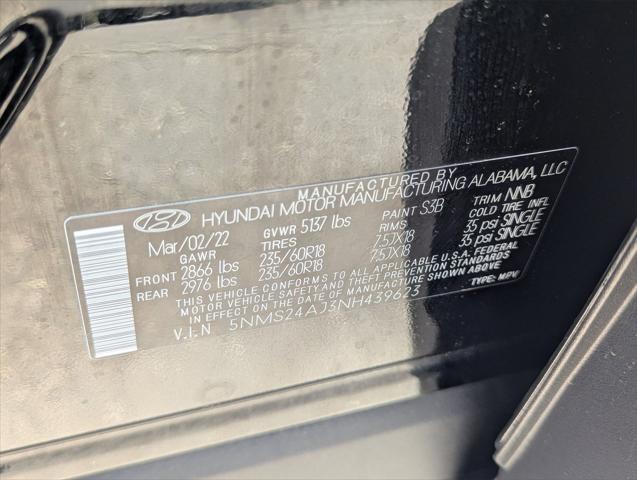 MANUFACTURED BY
HYUNDAI MOTOR MANUFACTURING ALABAMA, LLC
Mar/02/22 GVWR 5137 lbs PAINT S3B TRIM NNB
GAWR TIRES RIMS COLD TIRE INFL
FRONT 2866 lbs 235/60R18 7.5JX18 35 psi SINGLE
REAR 2976 lbs 235/60R18 7.5JX18 35 psi SINGLE
THIS VEHICLE CONFORMS TO ALL APPLICABLE U.S.A. FEDERAL
MOTOR VEHICLE SAFETY AND THEFT PREVENTION STANDARDS
IN EFFECT ON THE DATE OF MANUFACTURE SHOWN ABOVE
V.I.N 5NMS24AJ3NH439623 TYPE: MPV